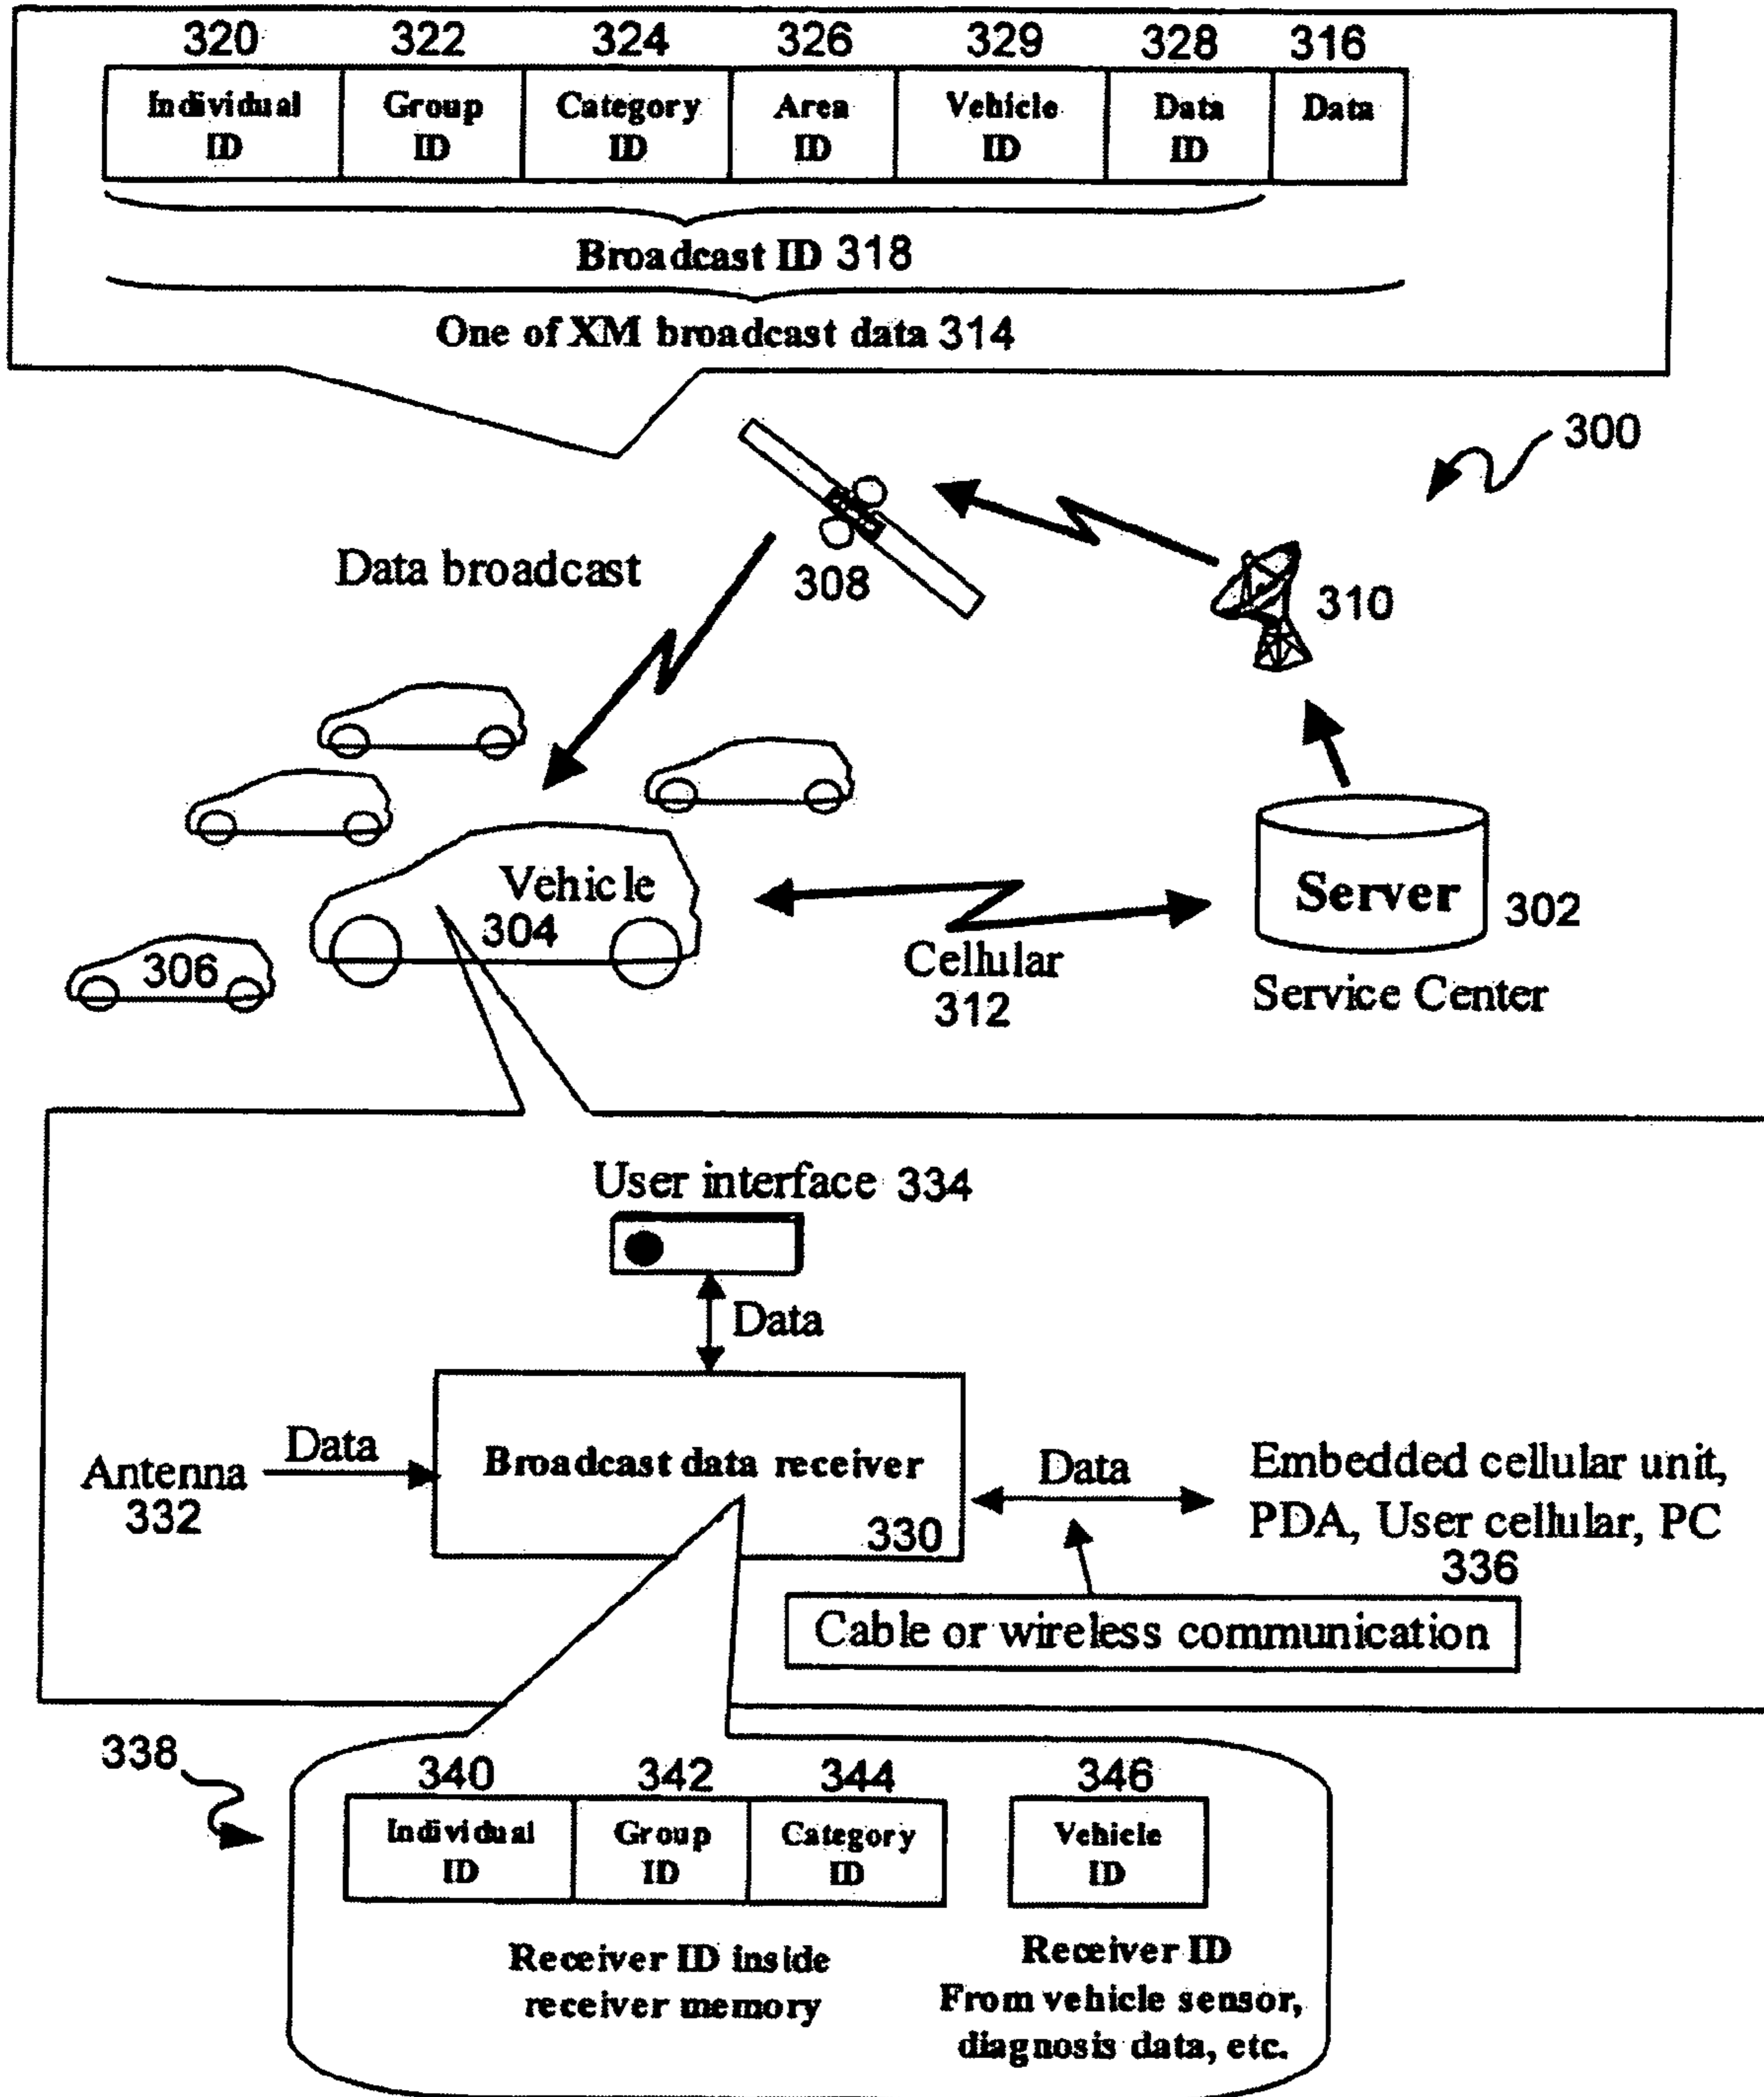 320 322 324 326 329 328 316
Individual ID Group ID Category ID Area ID Vehicle ID Data ID Data
Broadcast ID 318
One of XM broadcast data 314
300
Data broadcast
308
310
Vehicle
304
306
Cellular
312
Server
302
Service Center
User interface 334
Data
Antenna
332
Data
Broadcast data receiver
330
Data
Embedded cellular unit,
PDA, User cellular, PC
336
Cable or wireless communication
338
340 342 344 346
Individual ID Group ID Category ID Vehicle ID
Receiver ID inside
receiver memory
Receiver ID
From vehicle sensor,
diagnosis data, etc.